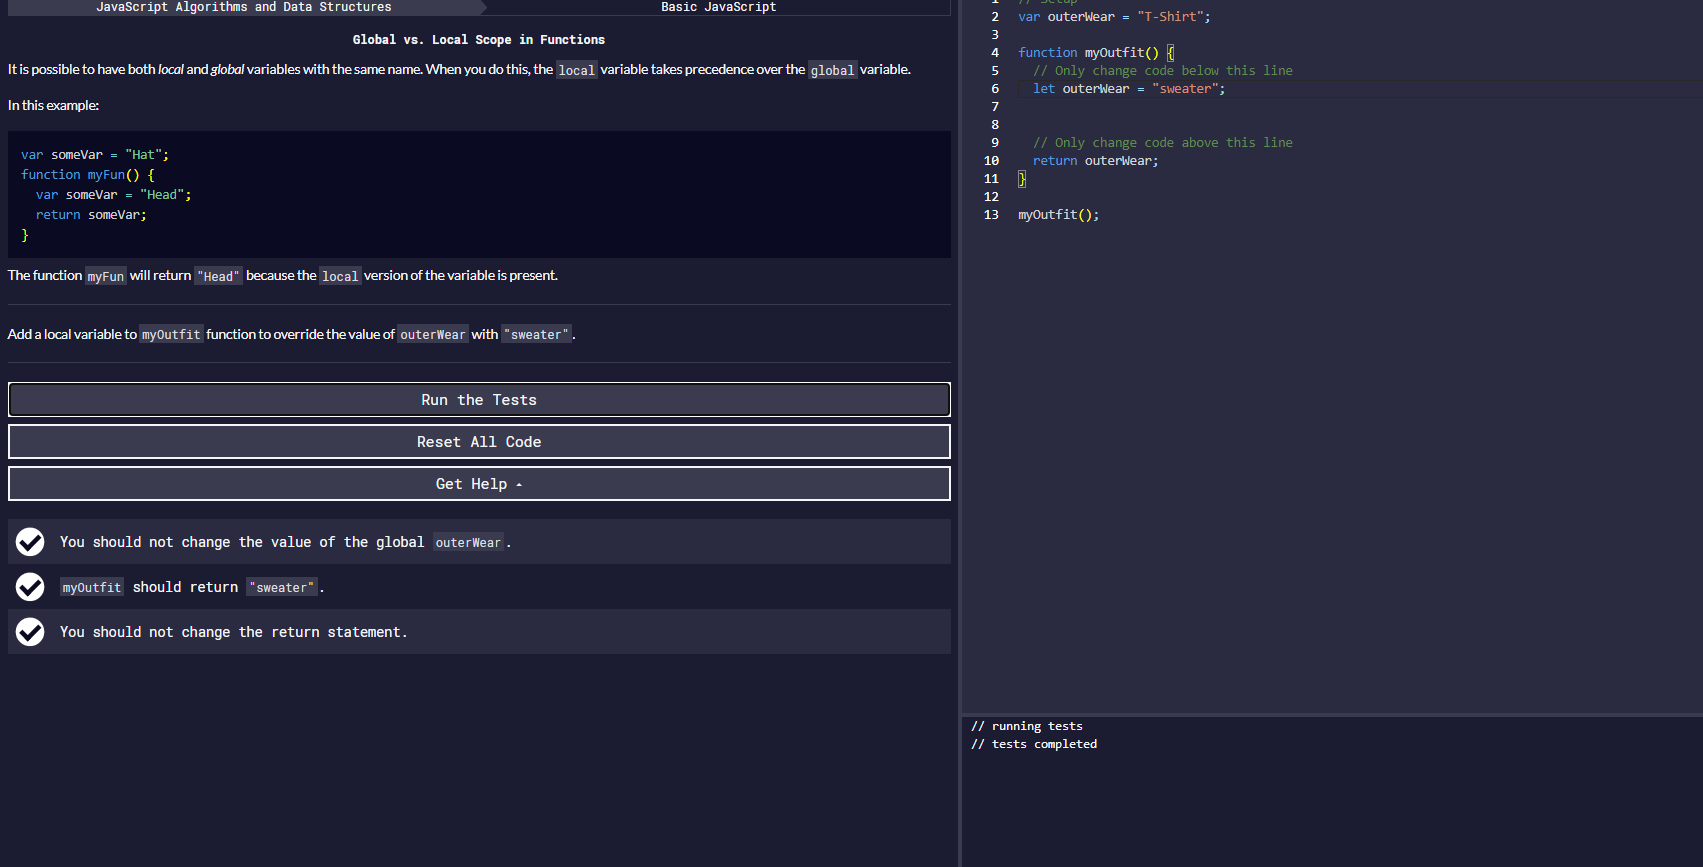 JavaScript Algorithms and Data Structures
Basic JavaScript
Global vs. Local Scope in Functions
It is possible to have both local and global variables with the same name. When you do this, the local variable takes precedence over the global variable.
In this example:
var someVar = "Hat";
function myFun() {
  var someVar = "Head";
  return someVar;
}
The function myFun will return "Head" because the local version of the variable is present.
Add a local variable to myOutfit function to override the value of outerWear with "sweater".
Run the Tests
Reset All Code
Get Help
You should not change the value of the global outerWear.
myOutfit should return "sweater".
You should not change the return statement.
1 // Setup
2 var outerWear = "T-Shirt";
3
4 function myOutfit() {
5   // Only change code below this line
6   let outerWear = "sweater";
7
8
9   // Only change code above this line
10   return outerWear;
11 }
12
13 myOutfit();
// running tests
// tests completed